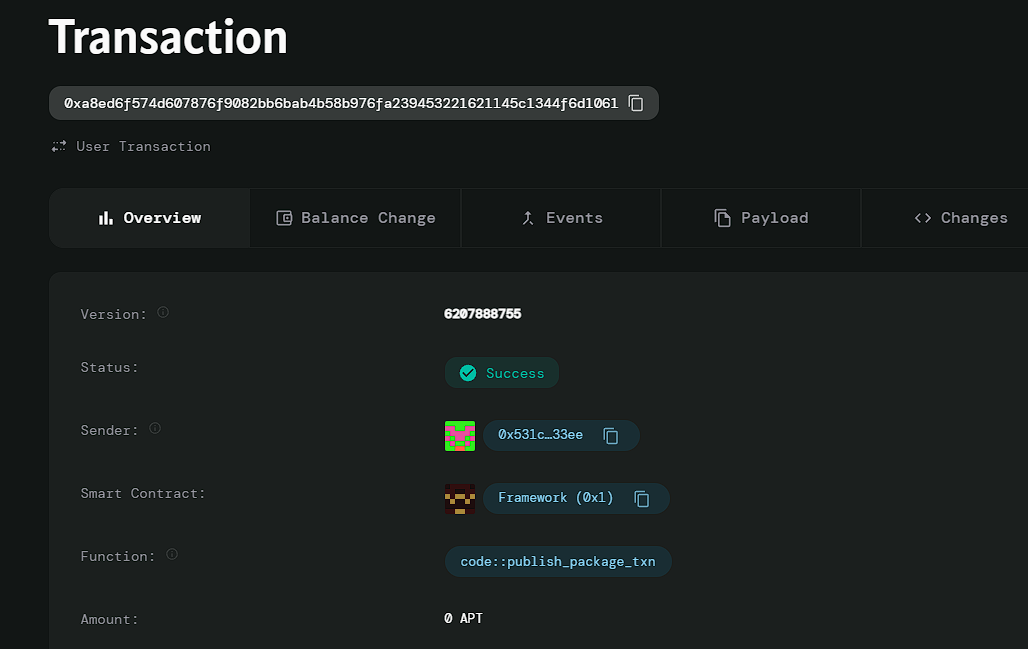 Transaction
0xa8ed6f574d607876f9082bb6bab4b58b976fa239453221621145c1344f6d1061
User Transaction
Overview Balance Change Events Payload Changes
Version: 6207888755
Status: Success
Sender: 0x531c…33ee
Smart Contract: Framework (0x1)
Function: code::publish_package_txn
Amount: 0 APT